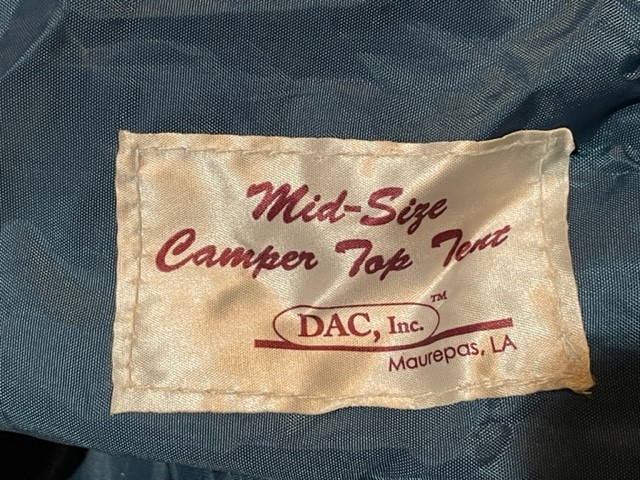 Mid-Size
Camper Top Tent
DAC, Inc.™
Maurepas, LA